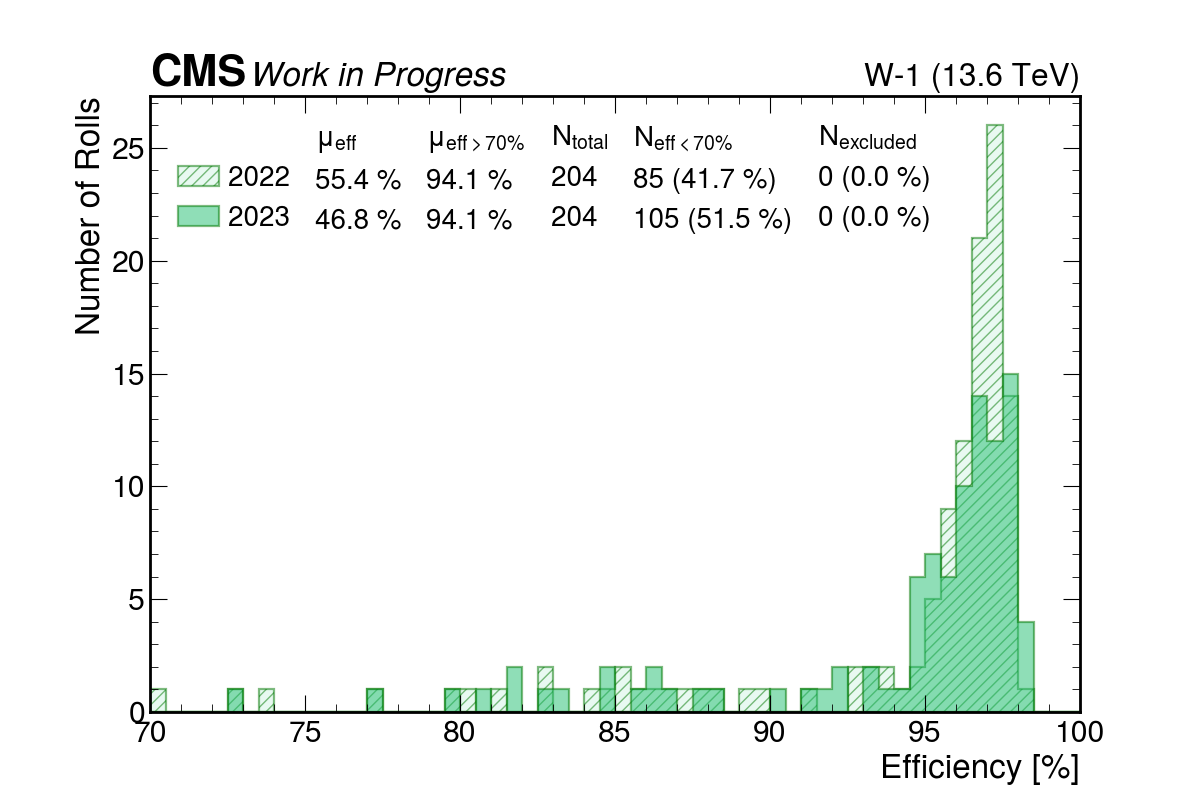 CMS Work in Progress W-1 (13.6 TeV)
Number of Rolls
μeff μeff > 70% Ntotal Neff < 70% Nexcluded
2022 55.4 % 94.1 % 204 85 (41.7 %) 0 (0.0 %)
2023 46.8 % 94.1 % 204 105 (51.5 %) 0 (0.0 %)
25
20
15
10
5
0
70 75 80 85 90 95 100
Efficiency [%]